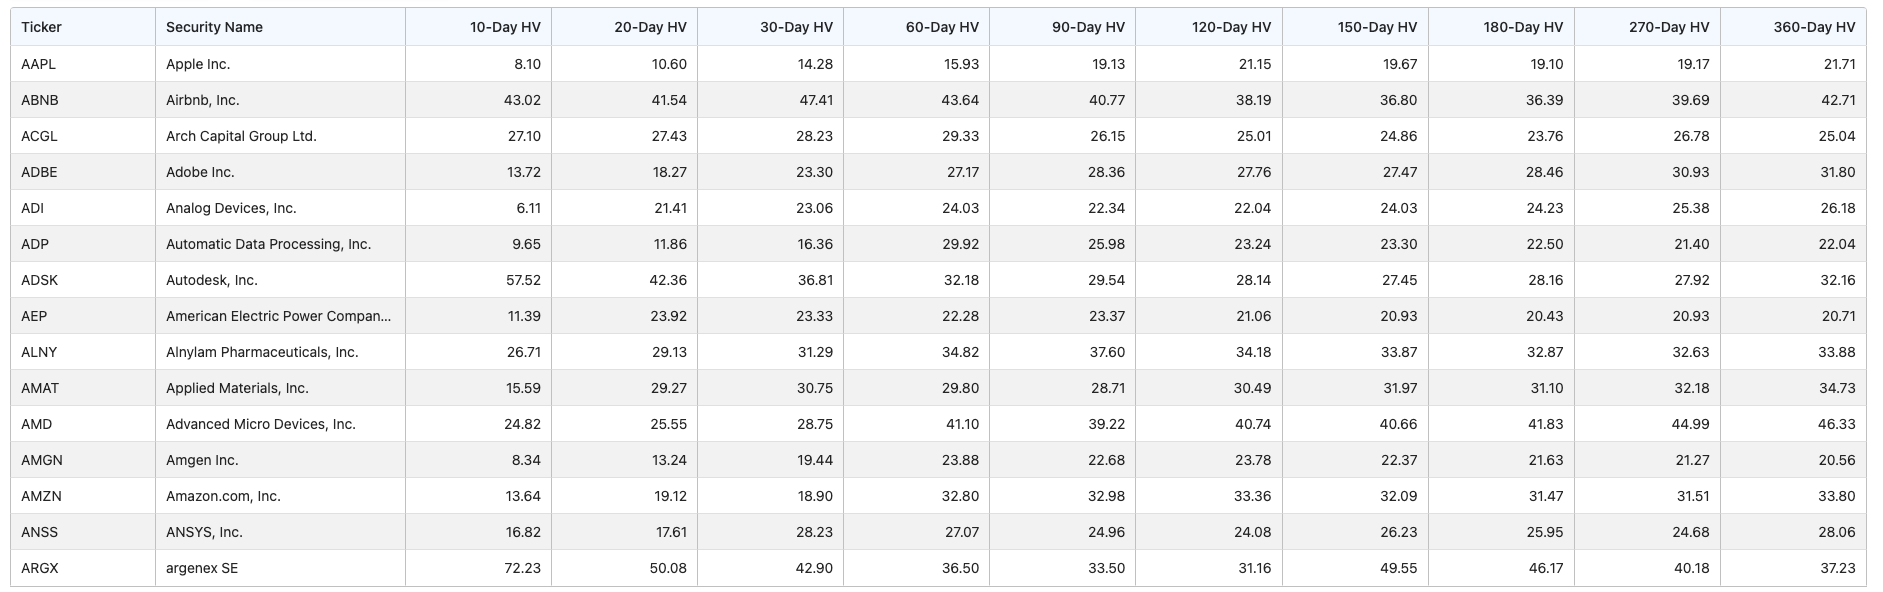 Ticker Security Name 10-Day HV 20-Day HV 30-Day HV 60-Day HV 90-Day HV 120-Day HV 150-Day HV 180-Day HV 270-Day HV 360-Day HV
AAPL Apple Inc. 8.10 10.60 14.28 15.93 19.13 21.15 19.67 19.10 19.17 21.71
ABNB Airbnb, Inc. 43.02 41.54 47.41 43.64 40.77 38.19 36.80 36.39 39.69 42.71
ACGL Arch Capital Group Ltd. 27.10 27.43 28.23 29.33 26.15 25.01 24.86 23.76 26.78 25.04
ADBE Adobe Inc. 13.72 18.27 23.30 27.17 28.36 27.76 27.47 28.46 30.93 31.80
ADI Analog Devices, Inc. 6.11 21.41 23.06 24.03 22.34 22.04 24.03 24.23 25.38 26.18
ADP Automatic Data Processing, Inc. 9.65 11.86 16.36 29.92 25.98 23.24 23.30 22.50 21.40 22.04
ADSK Autodesk, Inc. 57.52 42.36 36.81 32.18 29.54 28.14 27.45 28.16 27.92 32.16
AEP American Electric Power Compan... 11.39 23.92 23.33 22.28 23.37 21.06 20.93 20.43 20.93 20.71
ALNY Alnylam Pharmaceuticals, Inc. 26.71 29.13 31.29 34.82 37.60 34.18 33.87 32.87 32.63 33.88
AMAT Applied Materials, Inc. 15.59 29.27 30.75 29.80 28.71 30.49 31.97 31.10 32.18 34.73
AMD Advanced Micro Devices, Inc. 24.82 25.55 28.75 41.10 39.22 40.74 40.66 41.83 44.99 46.33
AMGN Amgen Inc. 8.34 13.24 19.44 23.88 22.68 23.78 22.37 21.63 21.27 20.56
AMZN Amazon.com, Inc. 13.64 19.12 18.90 32.80 32.98 33.36 32.09 31.47 31.51 33.80
ANSS ANSYS, Inc. 16.82 17.61 28.23 27.07 24.96 24.08 26.23 25.95 24.68 28.06
ARGX argenex SE 72.23 50.08 42.90 36.50 33.50 31.16 49.55 46.17 40.18 37.23